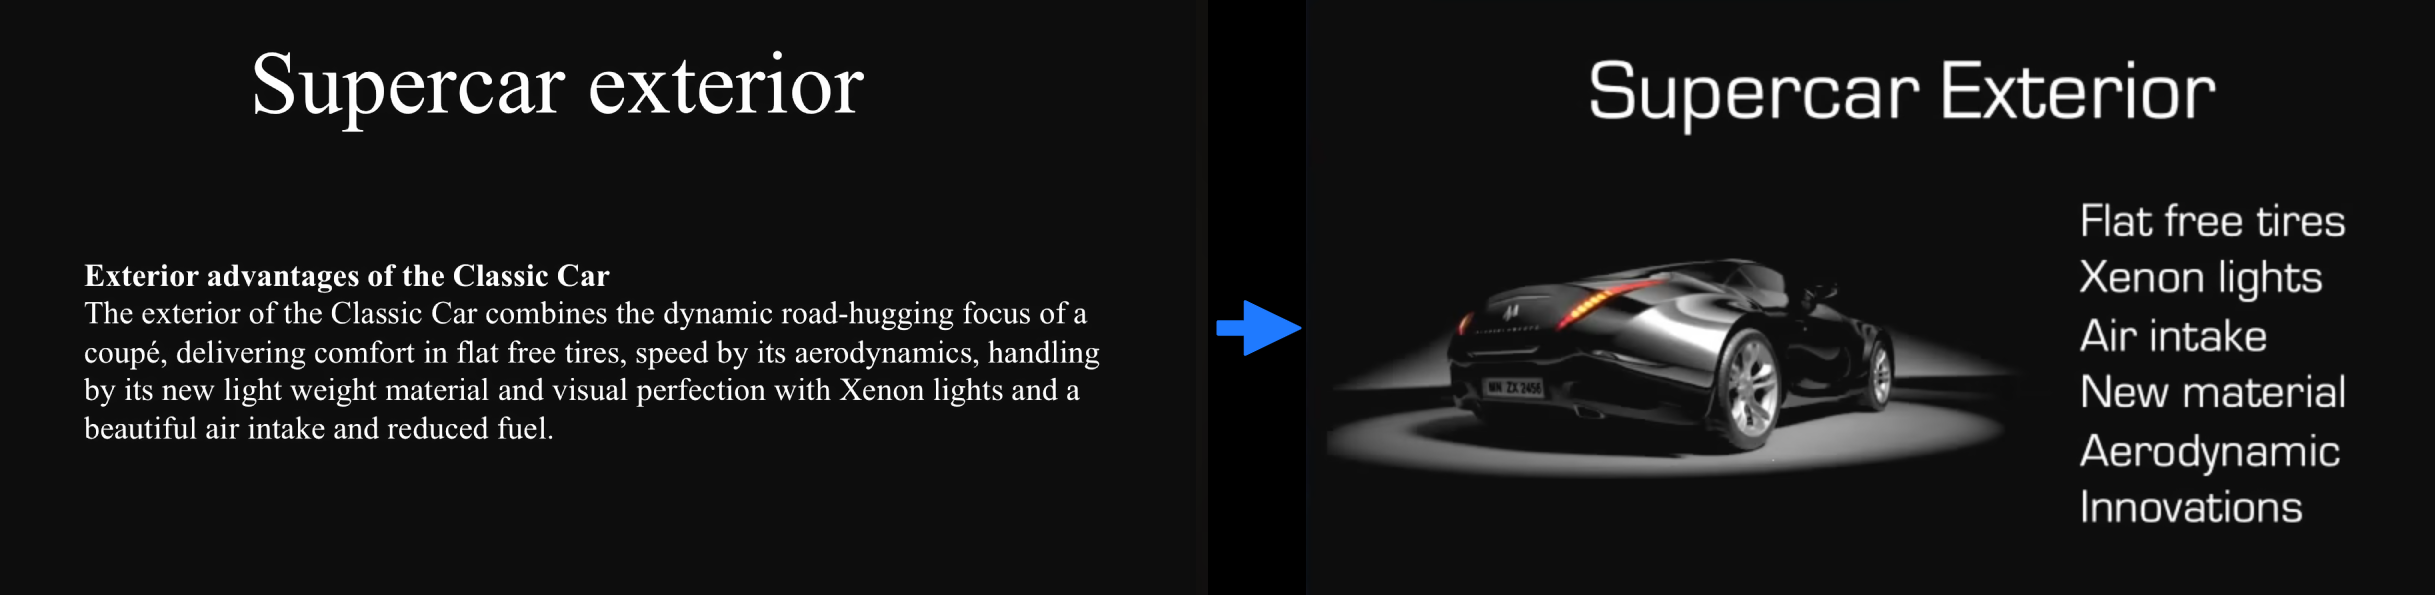 Supercar exterior
Exterior advantages of the Classic Car
The exterior of the Classic Car combines the dynamic road-hugging focus of a
coupé, delivering comfort in flat free tires, speed by its aerodynamics, handling
by its new light weight material and visual perfection with Xenon lights and a
beautiful air intake and reduced fuel.
Supercar Exterior
Flat free tires
Xenon lights
Air intake
New material
Aerodynamic
Innovations
MN ZX 2456